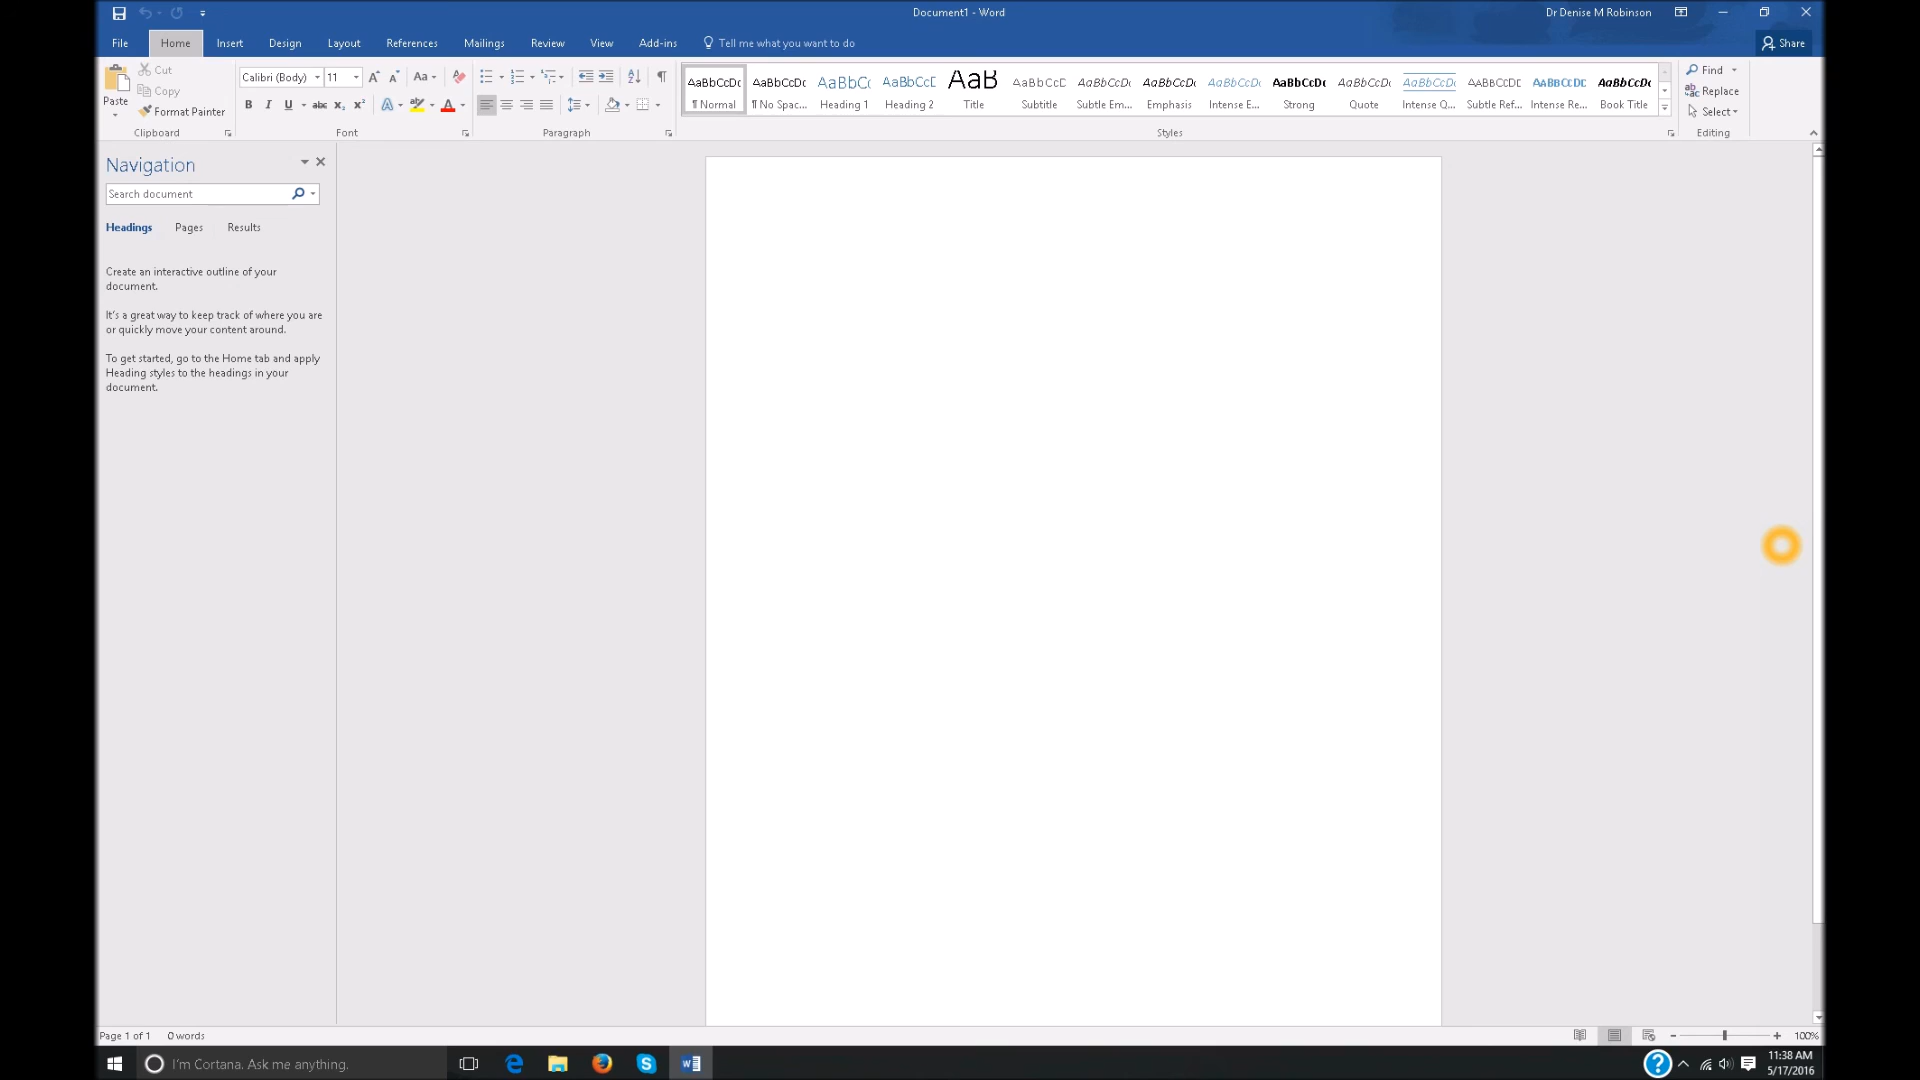 Document1 - Word
Dr Denise M Robinson
File Home Insert Design Layout References Mailings Review View Add-ins Tell me what you want to do Share
Paste
Cut
Copy
Format Painter
Clipboard
Calibri (Body) 11
Font
Paragraph
AaBbCcDc AaBbCcDc AaBbC( AaBbCcE AaB AaBbCcD AaBbCcDc AaBbCcDc AaBbCcDc AaBbCcDc AaBbCcDc AaBbCcDc AABBCCDD AABBCCDD AaBbCcDc
¶ Normal ¶ No Spac... Heading 1 Heading 2 Title Subtitle Subtle Em... Emphasis Intense E... Strong Quote Intense Q... Subtle Ref... Intense Re... Book Title
Styles
Find
Replace
Select
Editing
Navigation
Search document
Headings Pages Results
Create an interactive outline of your
document.
It's a great way to keep track of where you are
or quickly move your content around.
To get started, go to the Home tab and apply
Heading styles to the headings in your
document.
Page 1 of 1 0 words
100%
I'm Cortana. Ask me anything.
11:38 AM
5/17/2016